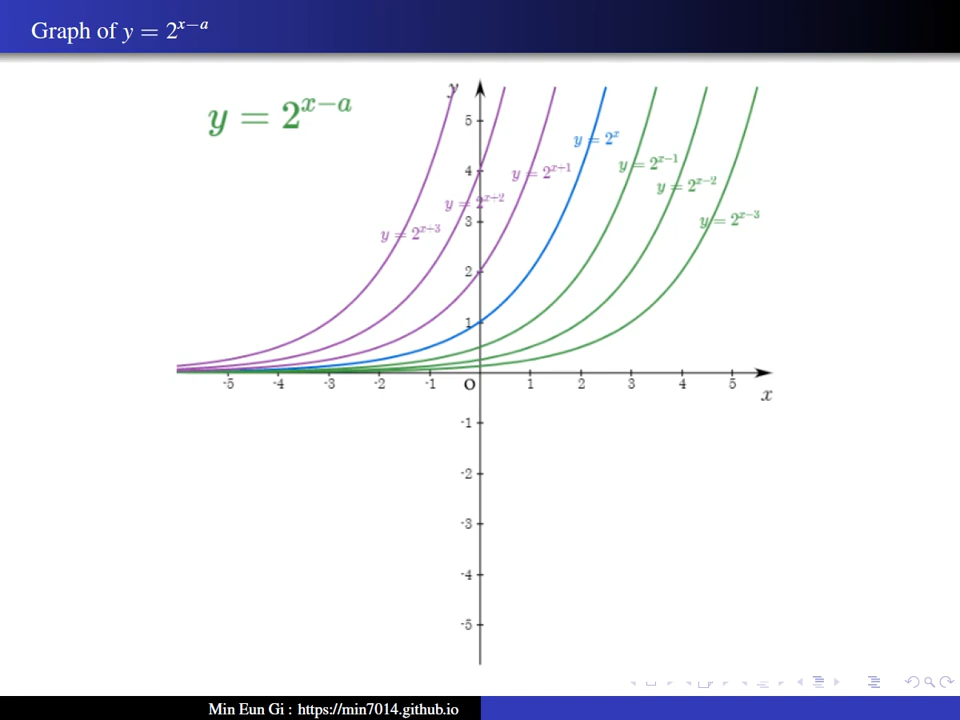 Graph of y = 2^{x−a}
y = 2^{x−a}
y
5
y = 2^x
4
y = 2^{x+1}
y = 2^{x−1}
y = 2^{x−2}
y = 2^{x+2}
3
y = 2^{x−3}
y = 2^{x+3}
2
1
-5 -4 -3 -2 -1 O 1 2 3 4 5
x
-1
-2
-3
-4
-5
Min Eun Gi : https://min7014.github.io